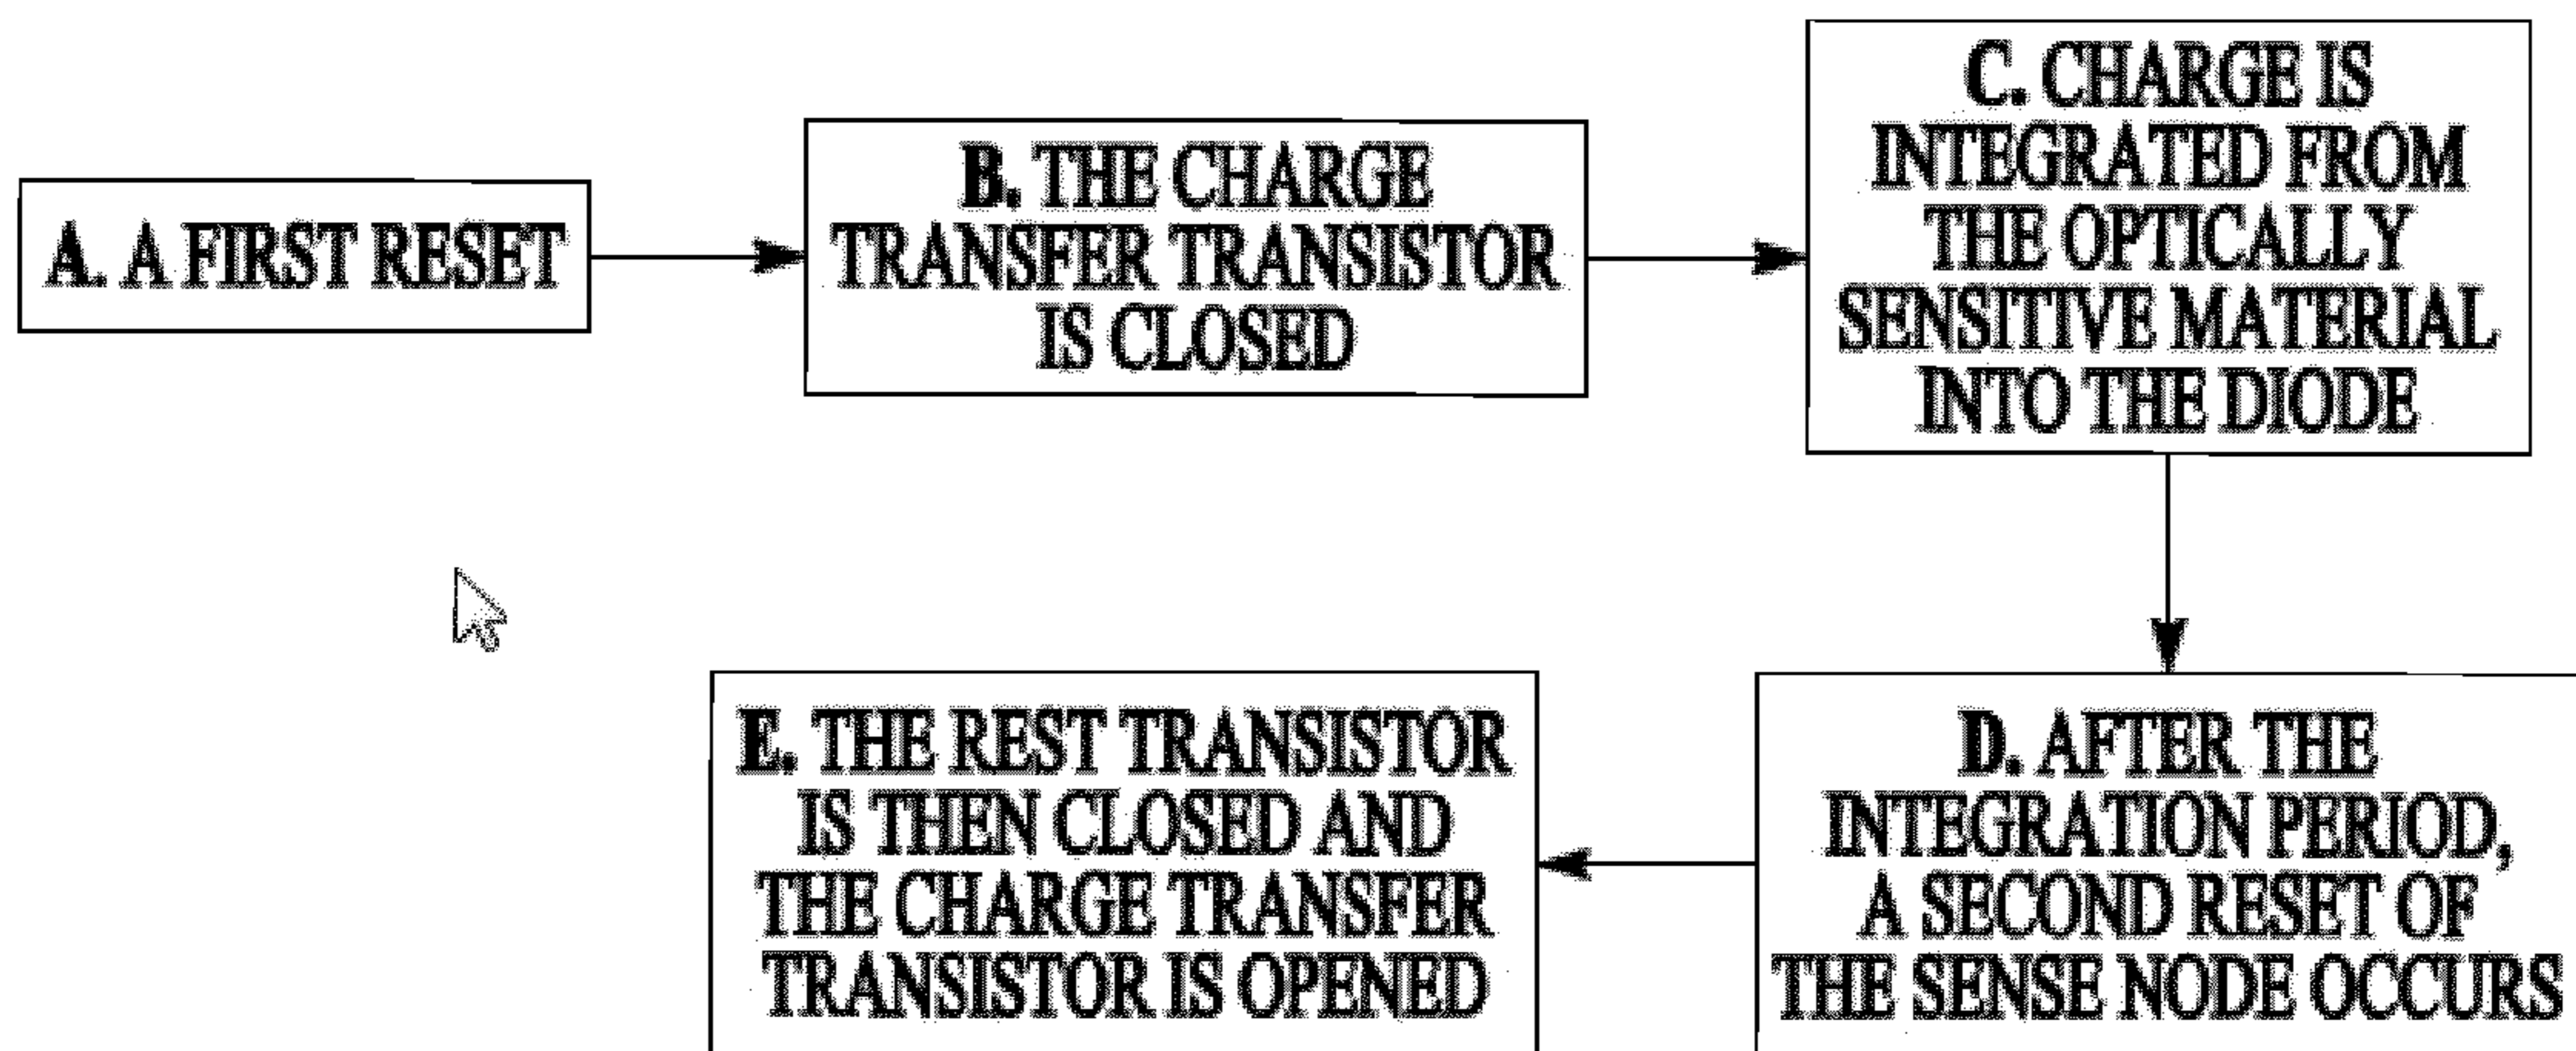 A. A FIRST RESET
B. THE CHARGE
TRANSFER TRANSISTOR
IS CLOSED
C. CHARGE IS
INTEGRATED FROM
THE OPTICALLY
SENSITIVE MATERIAL
INTO THE DIODE
D. AFTER THE
INTEGRATION PERIOD,
A SECOND RESET OF
THE SENSE NODE OCCURS
E. THE REST TRANSISTOR
IS THEN CLOSED AND
THE CHARGE TRANSFER
TRANSISTOR IS OPENED